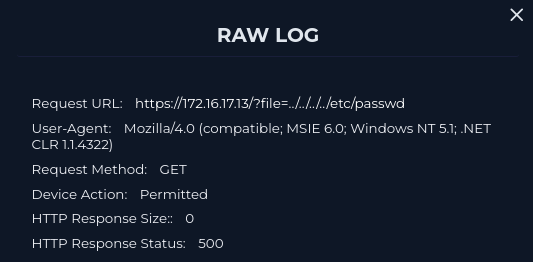 RAW LOG
Request URL: https://172.16.17.13/?file=../../../../etc/passwd
User-Agent: Mozilla/4.0 (compatible; MSIE 6.0; Windows NT 5.1; .NET
CLR 1.1.4322)
Request Method: GET
Device Action: Permitted
HTTP Response Size:: 0
HTTP Response Status: 500